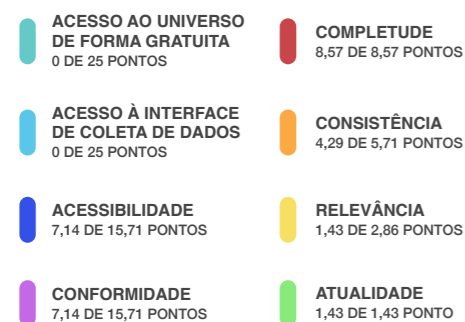 ACESSO AO UNIVERSO
DE FORMA GRATUITA
0 DE 25 PONTOS
ACESSO À INTERFACE
DE COLETA DE DADOS
0 DE 25 PONTOS
ACESSIBILIDADE
7,14 DE 15,71 PONTOS
CONFORMIDADE
7,14 DE 15,71 PONTOS
COMPLETUDE
8,57 DE 8,57 PONTOS
CONSISTÊNCIA
4,29 DE 5,71 PONTOS
RELEVÂNCIA
1,43 DE 2,86 PONTOS
ATUALIDADE
1,43 DE 1,43 PONTO